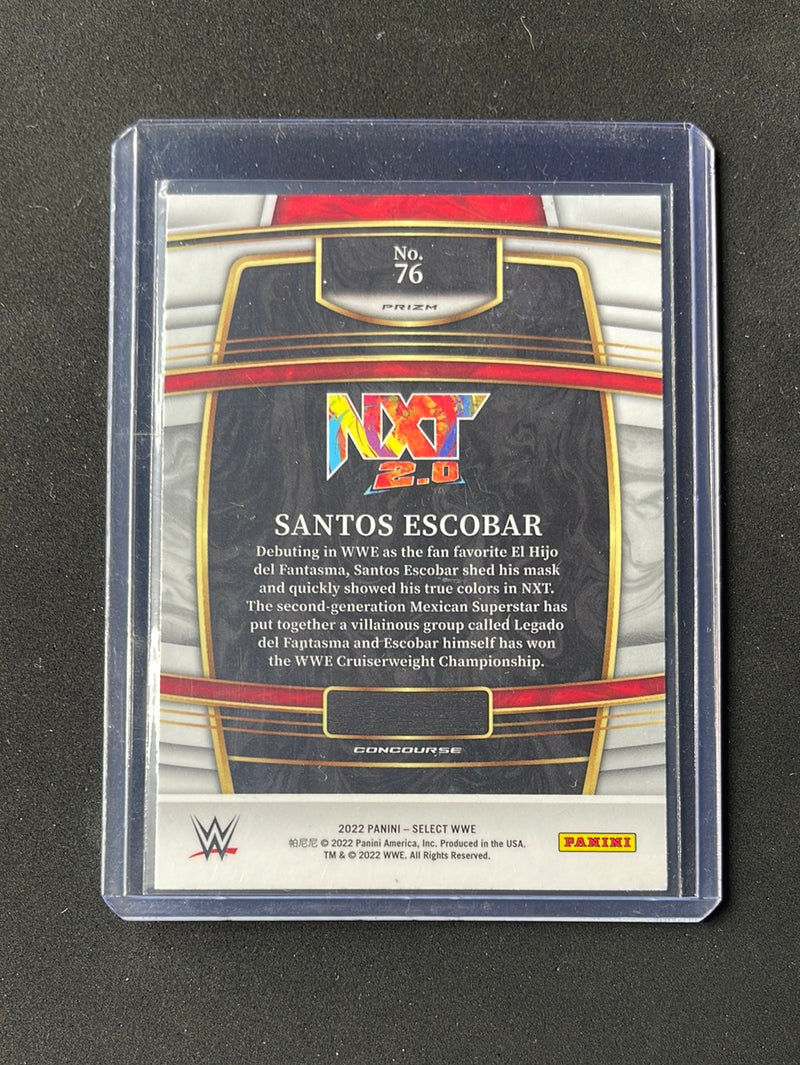 No.
76
PRIZM
NXT
2.0
SANTOS ESCOBAR
Debuting in WWE as the fan favorite El Hijo
del Fantasma, Santos Escobar shed his mask
and quickly showed his true colors in NXT.
The second-generation Mexican Superstar has
put together a villainous group called Legado
del Fantasma and Escobar himself has won
the WWE Cruiserweight Championship.
CONCOURSE
W
2022 PANINI – SELECT WWE
帕尼尼 © 2022 Panini America, Inc. Produced in the USA.
TM & © 2022 WWE. All Rights Reserved.
PANINI